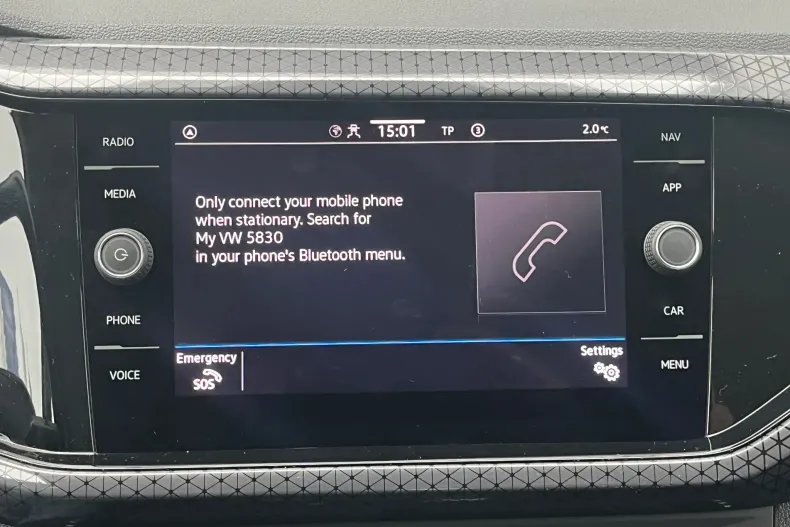 RADIO
MEDIA
PHONE
VOICE
15:01 TP 3 2.0°C
Only connect your mobile phone
when stationary. Search for
My VW 5830
in your phone's Bluetooth menu.
Emergency
SOS
Settings
NAV
APP
CAR
MENU